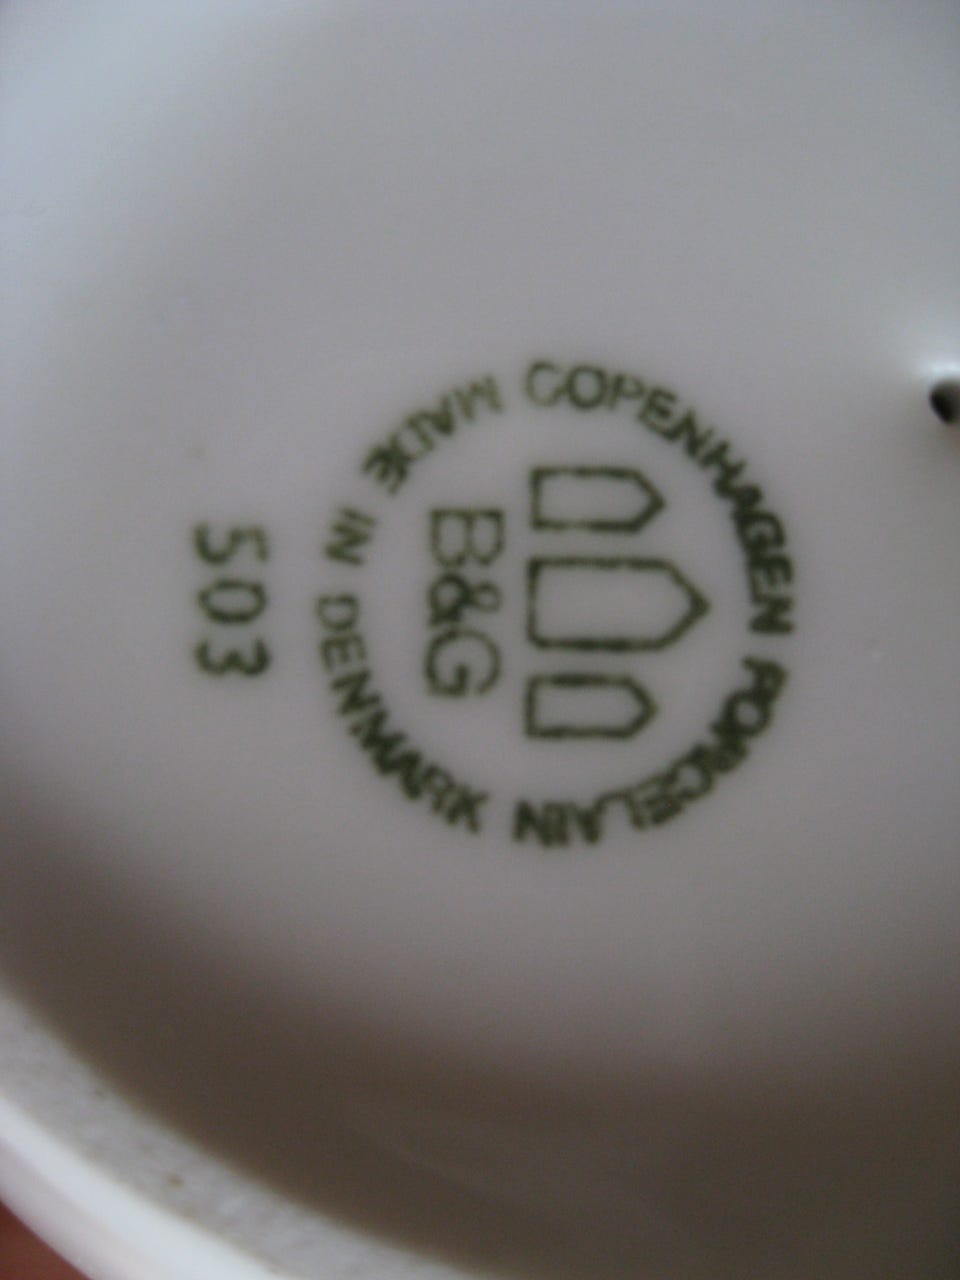 COPENHAGEN PORCELAIN
B&G
MADE IN DENMARK
503